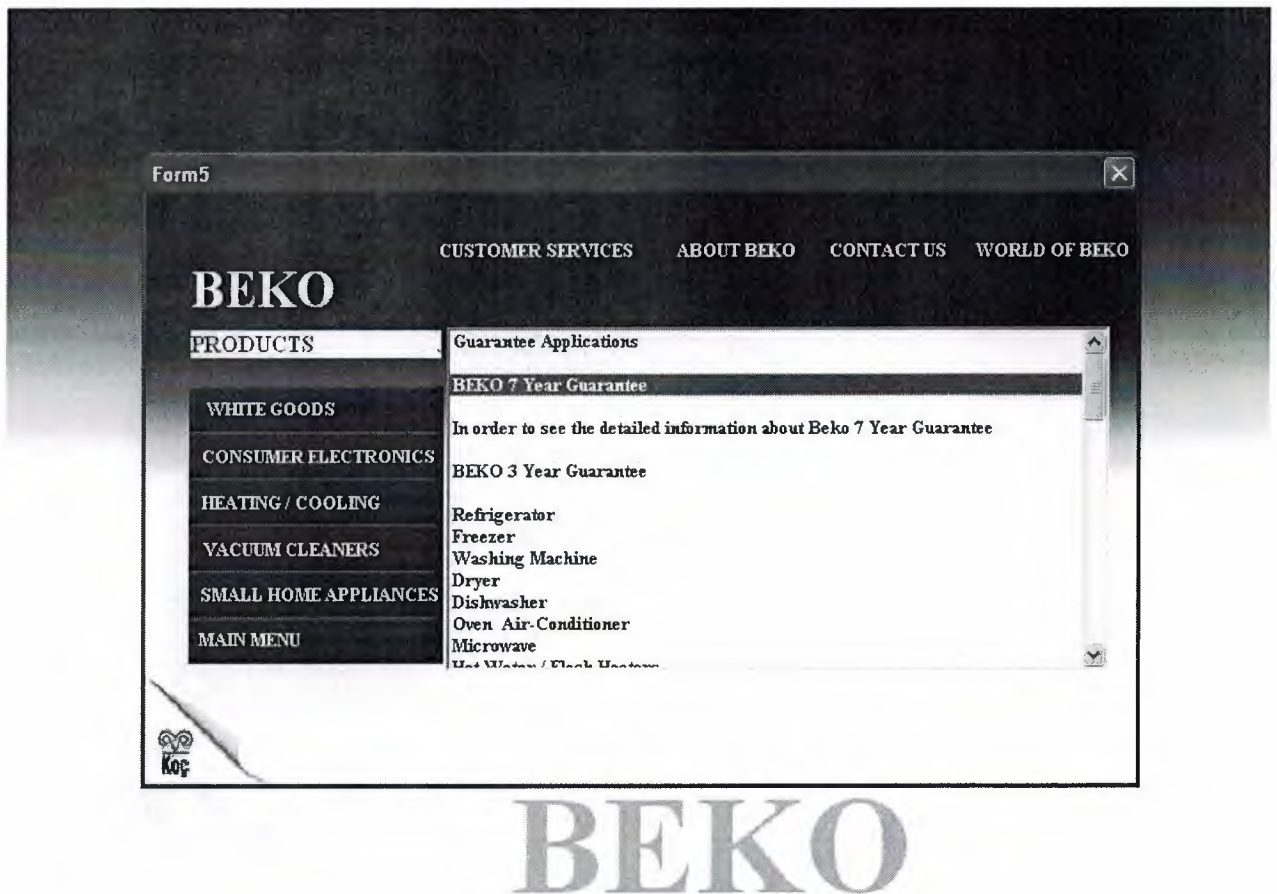 Form5
CUSTOMER SERVICES ABOUT BEKO CONTACT US WORLD OF BEKO
BEKO
PRODUCTS
WHITE GOODS
CONSUMER ELECTRONICS
HEATING / COOLING
VACUUM CLEANERS
SMALL HOME APPLIANCES
MAIN MENU
Guarantee Applications
BEKO 7 Year Guarantee
In order to see the detailed information about Beko 7 Year Guarantee
BEKO 3 Year Guarantee
Refrigerator
Freezer
Washing Machine
Dryer
Dishwasher
Oven Air-Conditioner
Microwave
Hot Water /
Koç
BEKO